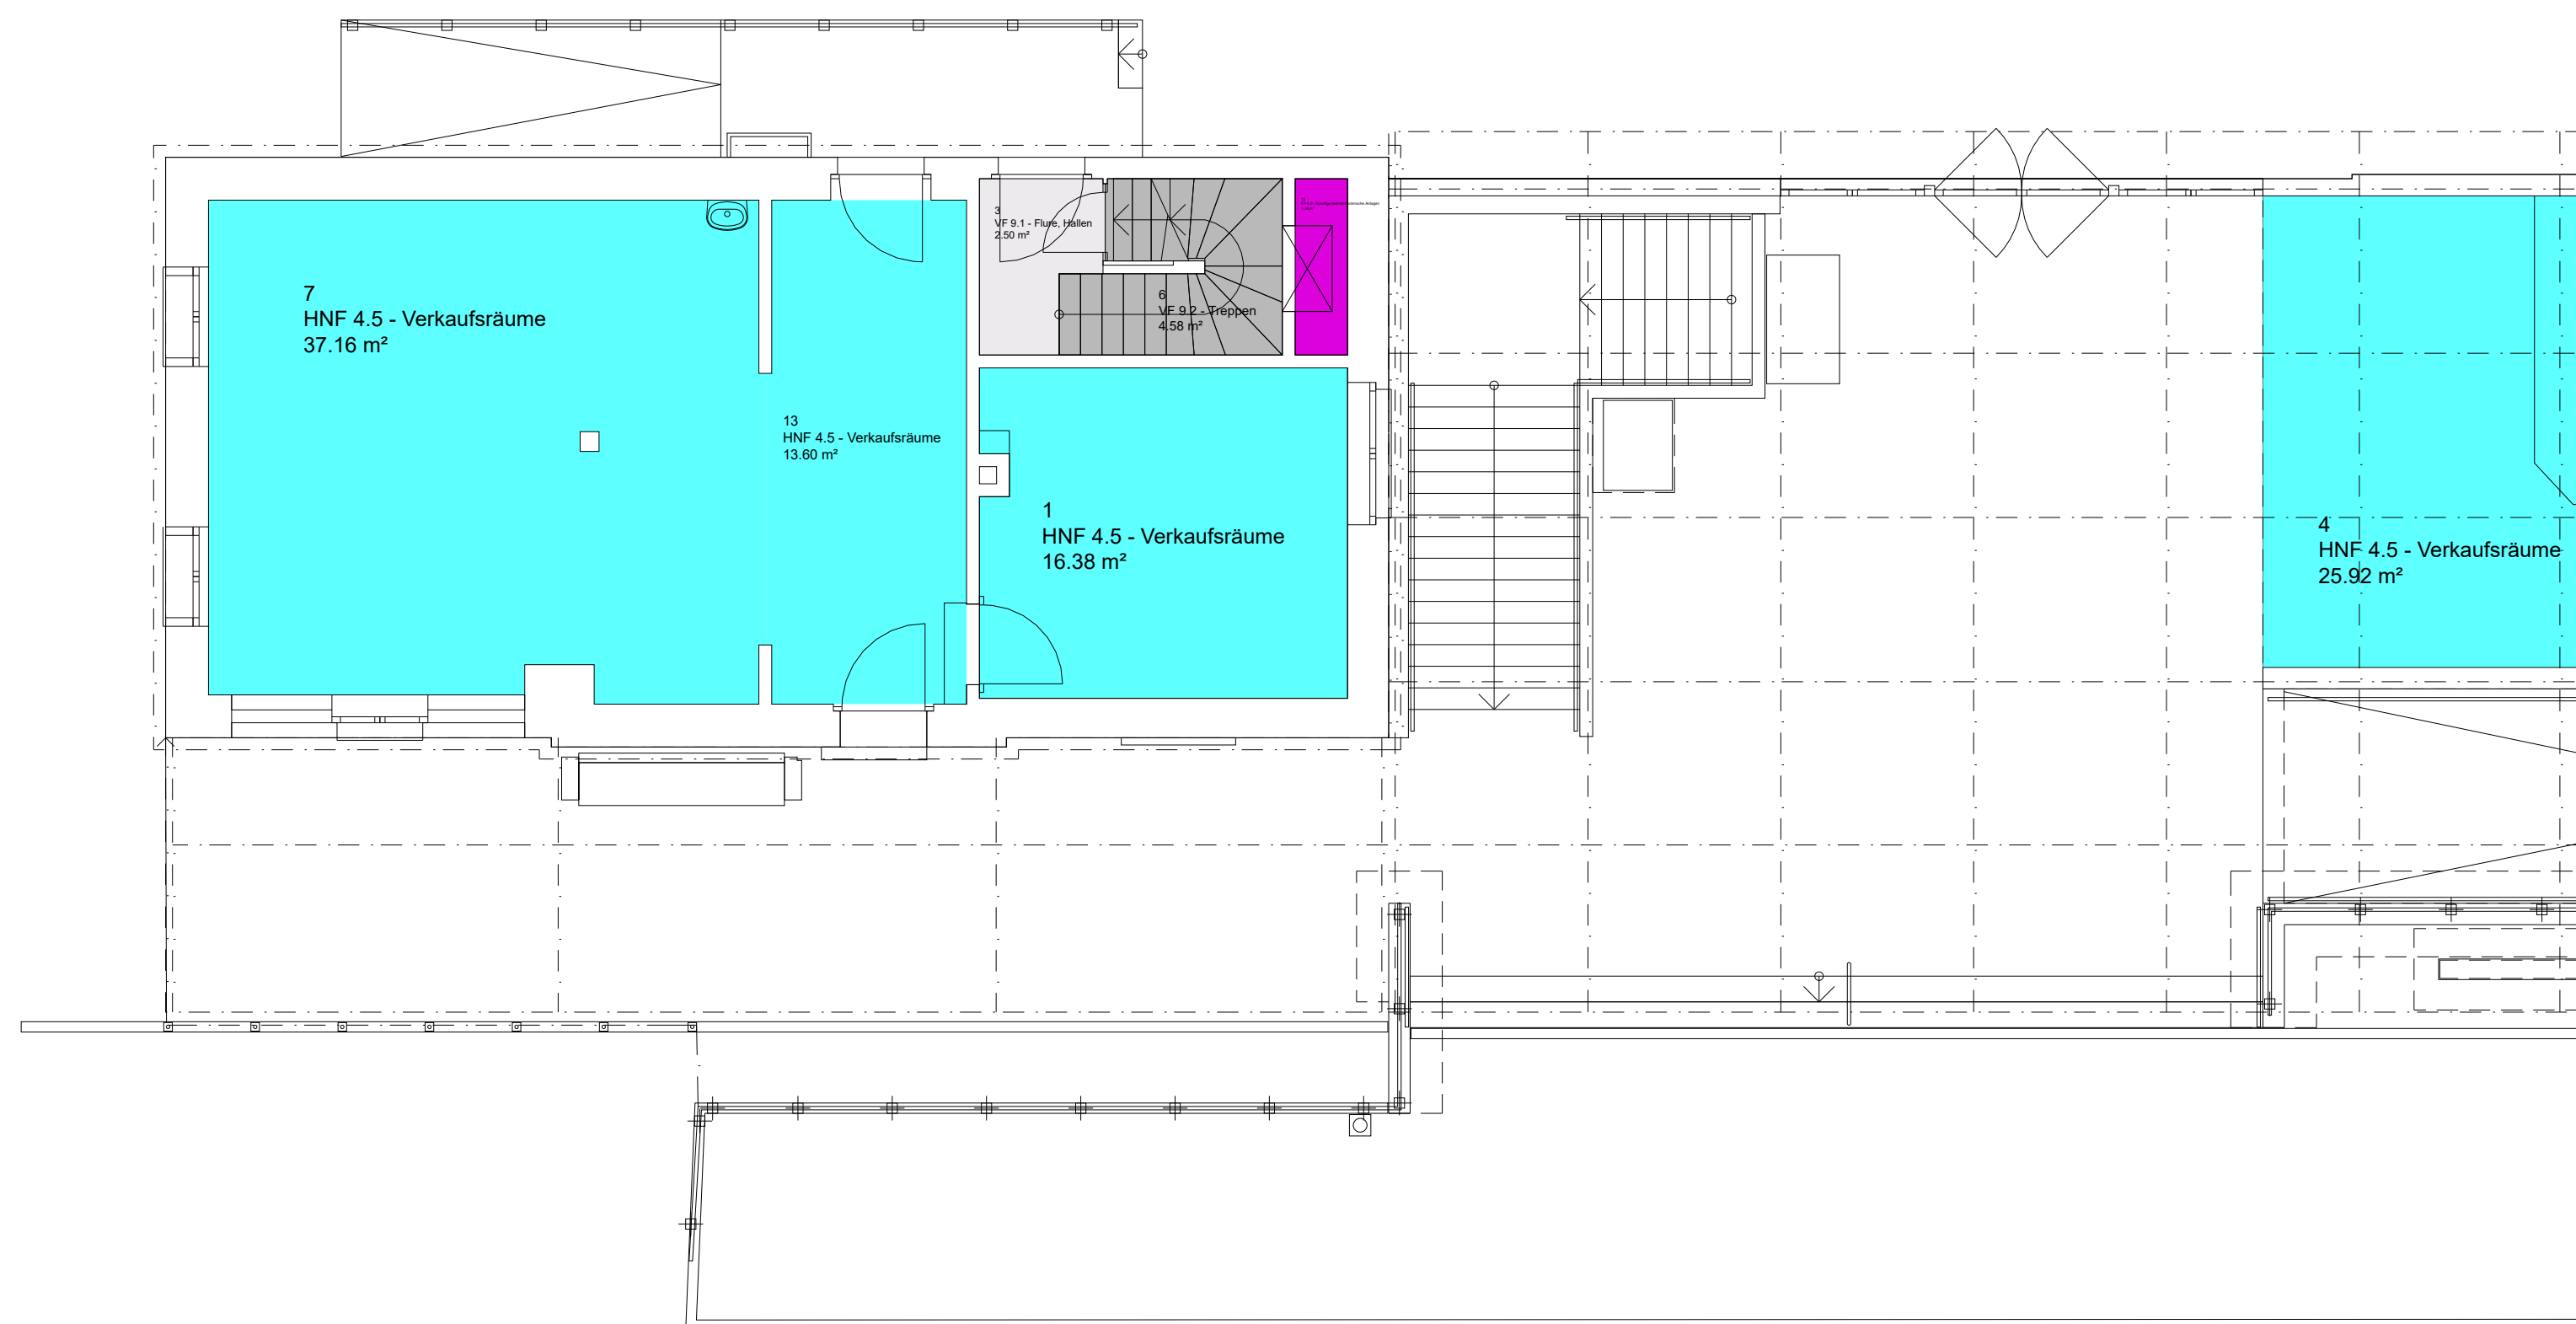 7
HNF 4.5 - Verkaufsräume
37.16 m²
13
HNF 4.5 - Verkaufsräume
13.60 m²
3
VF 9.1 - Flure, Hallen
2.50 m²
6
VF 9.2 - Treppen
4.58 m²
1
HNF 4.5 - Verkaufsräume
16.38 m²
4
HNF 4.5 - Verkaufsräume
25.92 m²